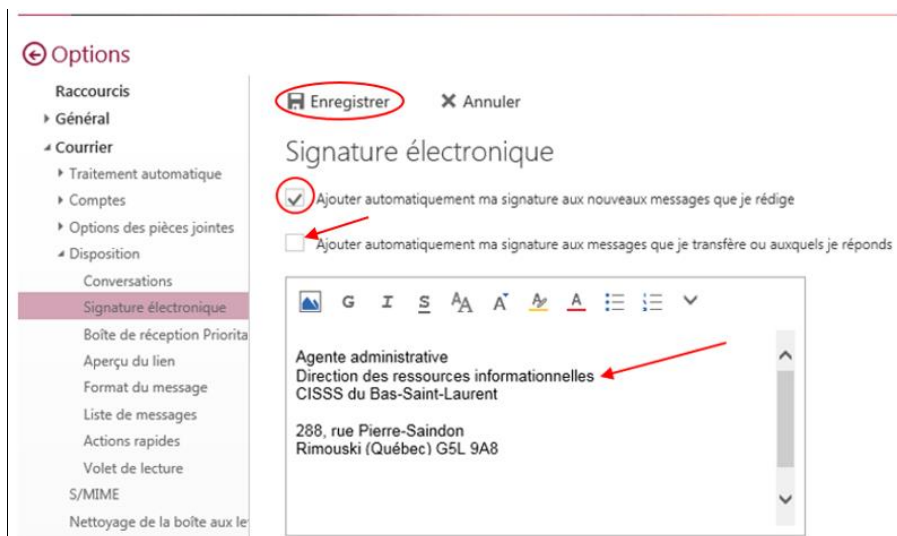 Options
Raccourcis
Général
Courrier
Traitement automatique
Comptes
Options des pièces jointes
Disposition
Conversations
Signature électronique
Boîte de réception Priorita
Aperçu du lien
Format du message
Liste de messages
Actions rapides
Volet de lecture
S/MIME
Nettoyage de la boîte aux le
Enregistrer Annuler
Signature électronique
Ajouter automatiquement ma signature aux nouveaux messages que je rédige
Ajouter automatiquement ma signature aux messages que je transfère ou auxquels je réponds
G I S AA A A A
Agente administrative
Direction des ressources informationnelles
CISSS du Bas-Saint-Laurent
288, rue Pierre-Saindon
Rimouski (Québec) G5L 9A8